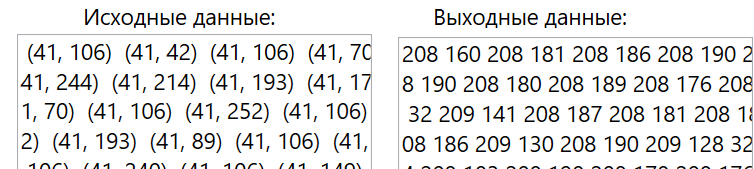 Исходные данные:
Выходные данные:
(41, 106) (41, 42) (41, 106) (41, 70
41, 244) (41, 214) (41, 193) (41, 17
1, 70) (41, 106) (41, 252) (41, 106)
2) (41, 193) (41, 89) (41, 106) (41,
208 160 208 181 208 186 208 190 2
8 190 208 180 208 189 208 176 208
32 209 141 208 187 208 181 208 18
08 186 209 130 208 190 209 128 32